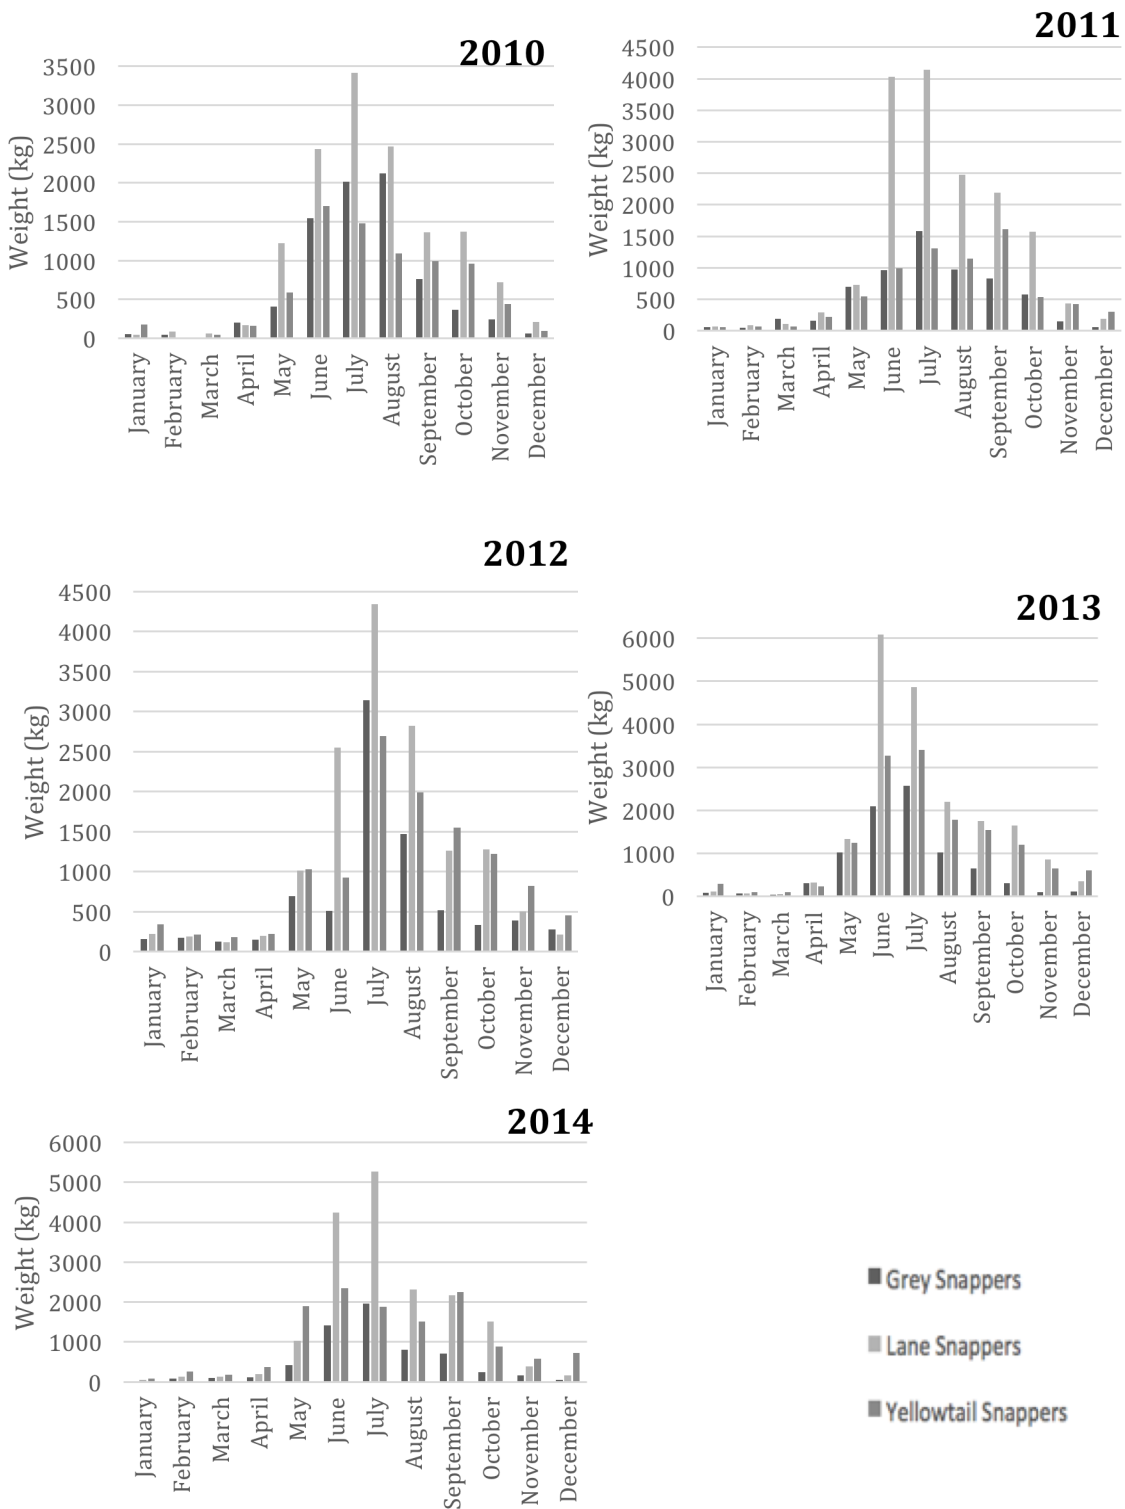 2010
3500
3000
2500
2000
1500
1000
500
0
Weight (kg)
January
February
March
April
May
June
July
August
September
October
November
December
2011
4500
4000
3500
3000
2500
2000
1500
1000
500
0
Weight (kg)
January
February
March
April
May
June
July
August
September
October
November
December
2012
4500
4000
3500
3000
2500
2000
1500
1000
500
0
Weight (kg)
January
February
March
April
May
June
July
August
September
October
November
December
2013
6000
5000
4000
3000
2000
1000
0
Weight (kg)
January
February
March
April
May
June
July
August
September
October
November
December
2014
6000
5000
4000
3000
2000
1000
0
Weight (kg)
January
February
March
April
May
June
July
August
September
October
November
December
Grey Snappers
Lane Snappers
Yellowtail Snappers